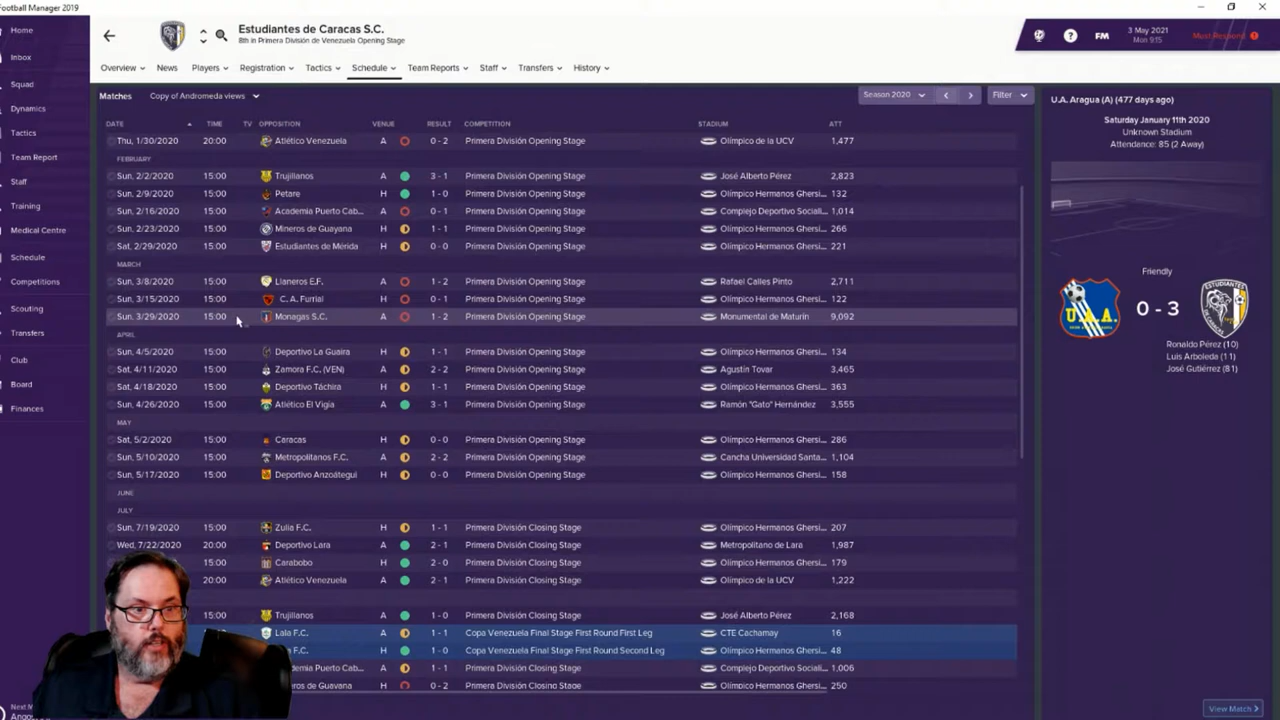 Football Manager 2019
Home
Inbox
Squad
Dynamics
Tactics
Team Report
Staff
Training
Medical Centre
Schedule
Competitions
Scouting
Transfers
Club
Board
Finances
Estudiantes de Caracas S.C.
8th in Primera División de Venezuela Opening Stage
FM
3 May 2021
Mon 9:15
Must Respond
Overview News Players Registration Tactics Schedule Team Reports Staff Transfers History
Matches Copy of Andromeda views Season 2020 Filter
DATE TIME TV OPPOSITION VENUE RESULT COMPETITION STADIUM ATT
Thu, 1/30/2020 20:00 Atlético Venezuela A 0 - 2 Primera División Opening Stage Olímpico de la UCV 1,477
FEBRUARY
Sun, 2/2/2020 15:00 Trujillanos A 3 - 1 Primera División Opening Stage José Alberto Pérez 2,823
Sun, 2/9/2020 15:00 Petare H 1 - 0 Primera División Opening Stage Olímpico Hermanos Ghersi... 132
Sun, 2/16/2020 15:00 Academia Puerto Cab... A 0 - 1 Primera División Opening Stage Complejo Deportivo Sociali... 1,014
Sun, 2/23/2020 15:00 Mineros de Guayana H 1 - 1 Primera División Opening Stage Olímpico Hermanos Ghersi... 266
Sat, 2/29/2020 15:00 Estudiantes de Mérida H 0 - 0 Primera División Opening Stage Olímpico Hermanos Ghersi... 221
MARCH
Sun, 3/8/2020 15:00 Llaneros E.F. A 1 - 2 Primera División Opening Stage Rafael Calles Pinto 2,711
Sun, 3/15/2020 15:00 C. A. Furrial H 0 - 1 Primera División Opening Stage Olímpico Hermanos Ghersi... 122
Sun, 3/29/2020 15:00 Monagas S.C. A 1 - 2 Primera División Opening Stage Monumental de Maturín 9,092
APRIL
Sun, 4/5/2020 15:00 Deportivo La Guaira H 1 - 1 Primera División Opening Stage Olímpico Hermanos Ghersi... 134
Sat, 4/11/2020 15:00 Zamora F.C. (VEN) A 2 - 2 Primera División Opening Stage Agustín Tovar 3,465
Sat, 4/18/2020 15:00 Deportivo Táchira H 1 - 1 Primera División Opening Stage Olímpico Hermanos Ghersi... 363
Sun, 4/26/2020 15:00 Atlético El Vigía A 3 - 1 Primera División Opening Stage Ramón "Gato" Hernández 3,555
MAY
Sat, 5/2/2020 15:00 Caracas H 0 - 0 Primera División Opening Stage Olímpico Hermanos Ghersi... 286
Sun, 5/10/2020 15:00 Metropolitanos F.C. A 2 - 2 Primera División Opening Stage Cancha Universidad Santa... 1,104
Sun, 5/17/2020 15:00 Deportivo Anzoátegui H 0 - 0 Primera División Opening Stage Olímpico Hermanos Ghersi... 158
JUNE
JULY
Sun, 7/19/2020 15:00 Zulia F.C. H 1 - 1 Primera División Closing Stage Olímpico Hermanos Ghersi... 207
Wed, 7/22/2020 20:00 Deportivo Lara A 2 - 1 Primera División Closing Stage Metropolitano de Lara 1,987
15:00 Carabobo H 2 - 0 Primera División Closing Stage Olímpico Hermanos Ghersi... 179
20:00 Atlético Venezuela A 2 - 1 Primera División Closing Stage Olímpico de la UCV 1,222
15:00 Trujillanos A 1 - 0 Primera División Closing Stage José Alberto Pérez 2,168
Lala F.C. A 1 - 1 Copa Venezuela Final Stage First Round First Leg CTE Cachamay 16
F.C. H 1 - 0 Copa Venezuela Final Stage First Round Second Leg Olímpico Hermanos Ghersi... 48
Puerto Cab... A 1 - 1 Primera División Closing Stage Complejo Deportivo Sociali... 1,006
de Guayana H 0 - 2 Primera División Closing Stage Olímpico Hermanos Ghersi... 250
U.A. Aragua (A) (477 days ago)
Saturday January 11th 2020
Unknown Stadium
Attendance: 85 (2 Away)
Friendly
U.A.A.
0 - 3
ESTUDIANTES
Ronaldo Pérez (10)
Luis Arboleda (11)
José Gutiérrez (81)
View Match